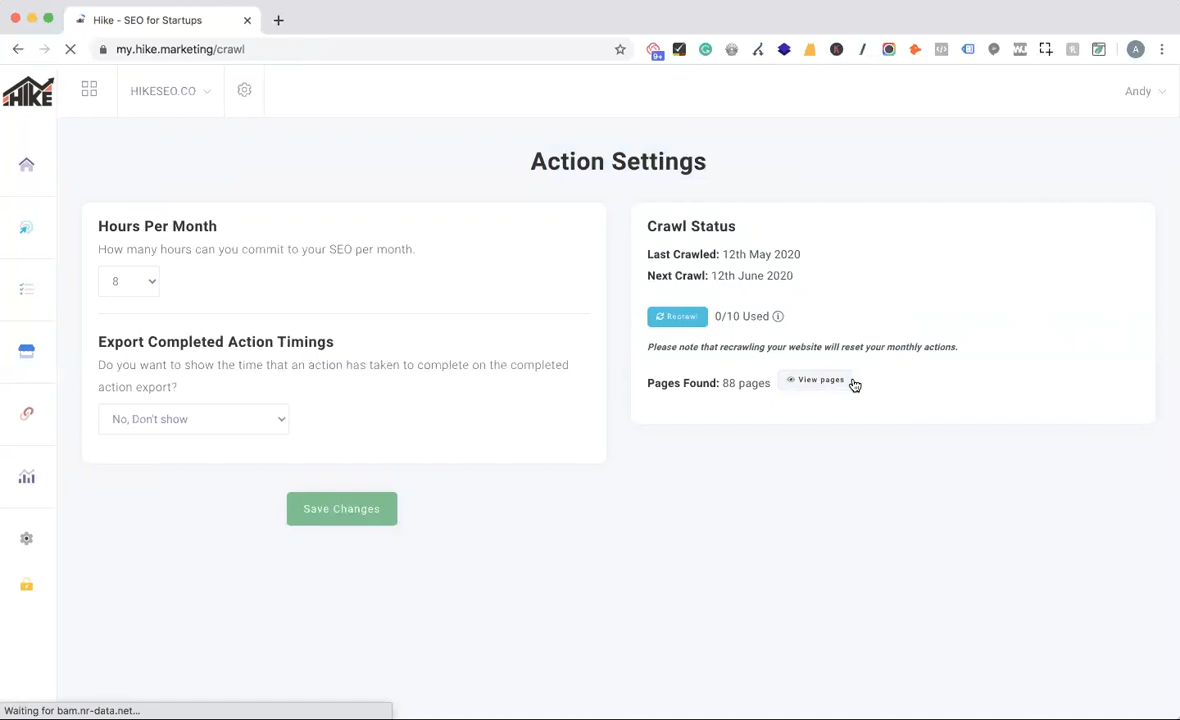 Hike - SEO for Startups
my.hike.marketing/crawl
9+
A
HIKE
HIKESEO.CO
Andy
Action Settings
Hours Per Month
How many hours can you commit to your SEO per month.
8
Export Completed Action Timings
Do you want to show the time that an action has taken to complete on the completed
action export?
No, Don't show
Save Changes
Crawl Status
Last Crawled: 12th May 2020
Next Crawl: 12th June 2020
Recrawl 0/10 Used
Please note that recrawling your website will reset your monthly actions.
Pages Found: 88 pages View pages
Waiting for bam.nr-data.net...